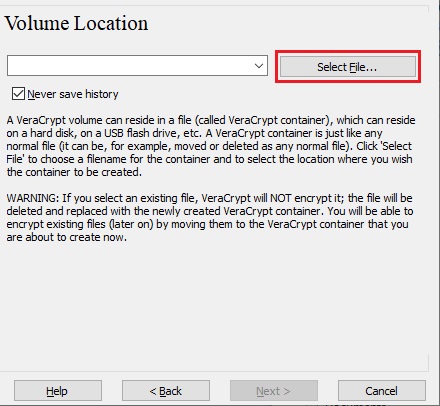 Volume Location
Select File...
Never save history
A VeraCrypt volume can reside in a file (called VeraCrypt container), which can reside
on a hard disk, on a USB flash drive, etc. A VeraCrypt container is just like any
normal file (it can be, for example, moved or deleted as any normal file). Click 'Select
File' to choose a filename for the container and to select the location where you wish
the container to be created.
WARNING: If you select an existing file, VeraCrypt will NOT encrypt it; the file will be
deleted and replaced with the newly created VeraCrypt container. You will be able to
encrypt existing files (later on) by moving them to the VeraCrypt container that you
are about to create now.
Help
< Back
Next >
Cancel